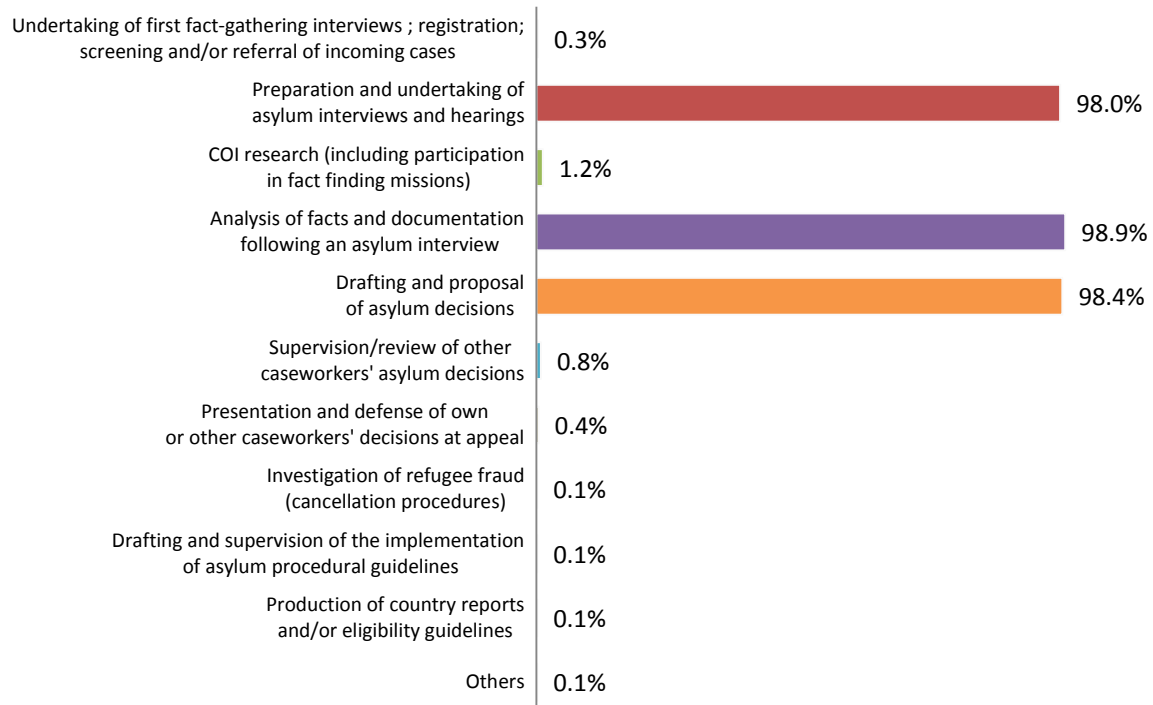 Undertaking of first fact-gathering interviews ; registration;
screening and/or referral of incoming cases
0.3%
Preparation and undertaking of
asylum interviews and hearings
98.0%
COI research (including participation
in fact finding missions)
1.2%
Analysis of facts and documentation
following an asylum interview
98.9%
Drafting and proposal
of asylum decisions
98.4%
Supervision/review of other
caseworkers' asylum decisions
0.8%
Presentation and defense of own
or other caseworkers' decisions at appeal
0.4%
Investigation of refugee fraud
(cancellation procedures)
0.1%
Drafting and supervision of the implementation
of asylum procedural guidelines
0.1%
Production of country reports
and/or eligibility guidelines
0.1%
Others
0.1%